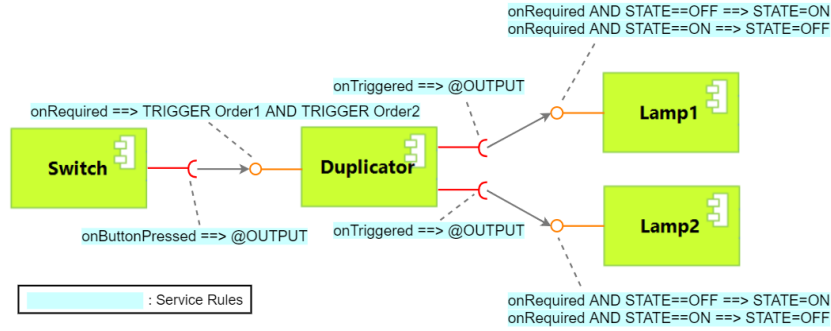 onRequired AND STATE==OFF ==> STATE=ON
onRequired AND STATE==ON ==> STATE=OFF
onTriggered ==> @OUTPUT
onRequired ==> TRIGGER Order1 AND TRIGGER Order2
Lamp1
Switch
Duplicator
Lamp2
onButtonPressed ==> @OUTPUT
onTriggered ==> @OUTPUT
: Service Rules
onRequired AND STATE==OFF ==> STATE=ON
onRequired AND STATE==ON ==> STATE=OFF